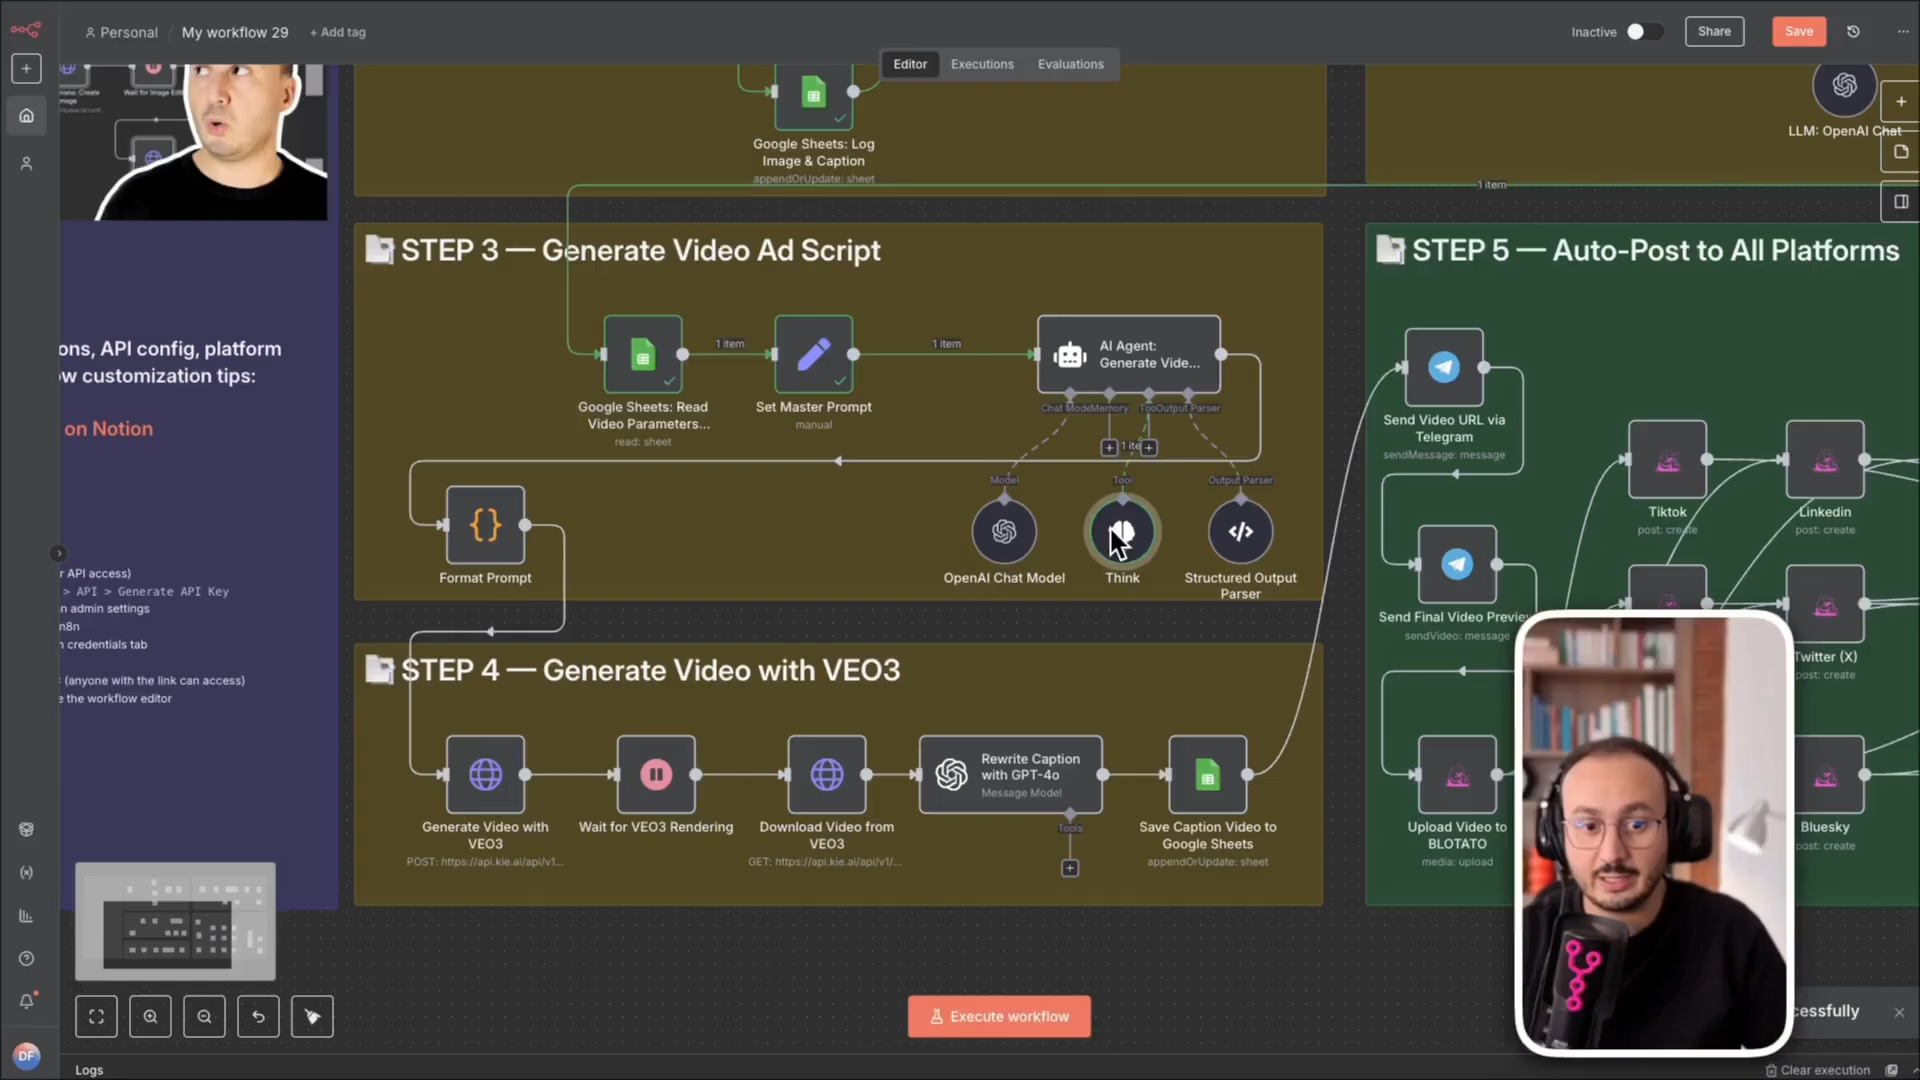 Personal / My workflow 29 + Add tag
Inactive
Share
Save
Editor Executions Evaluations
Google Sheets: Log
Image & Caption
appendOrUpdate: sheet
LLM: OpenAI Chat
1 item
STEP 3 — Generate Video Ad Script
1 item
1 item
AI Agent:
Generate Vide...
Google Sheets: Read
Video Parameters...
read: sheet
Set Master Prompt
manual
Output Parser
Model
Tool
Output Parser
Format Prompt
OpenAI Chat Model
Think
Structured Output
Parser
STEP 4 — Generate Video with VEO3
Generate Video with
VEO3
POST: https://api.kie.ai/api/v1...
Wait for VEO3 Rendering
Download Video from
VEO3
GET: https://api.kie.ai/api/v1/...
Rewrite Caption
with GPT-4o
Message Model
Tools
Save Caption Video to
Google Sheets
appendOrUpdate: sheet
STEP 5 — Auto-Post to All Platforms
Send Video URL via
Telegram
sendMessage: message
Tiktok
post: create
Linkedin
post: create
Send Final Video Preview
sendVideo: message
Twitter (X)
post: create
Upload Video to
BLOTATO
media: upload
Bluesky
post: create
ons, API config, platform
w customization tips:
on Notion
r API access)
> API > Generate API Key
n admin settings
n8n
n credentials tab
(anyone with the link can access)
e the workflow editor
Execute workflow
cessfully
DF
Logs
Clear execution